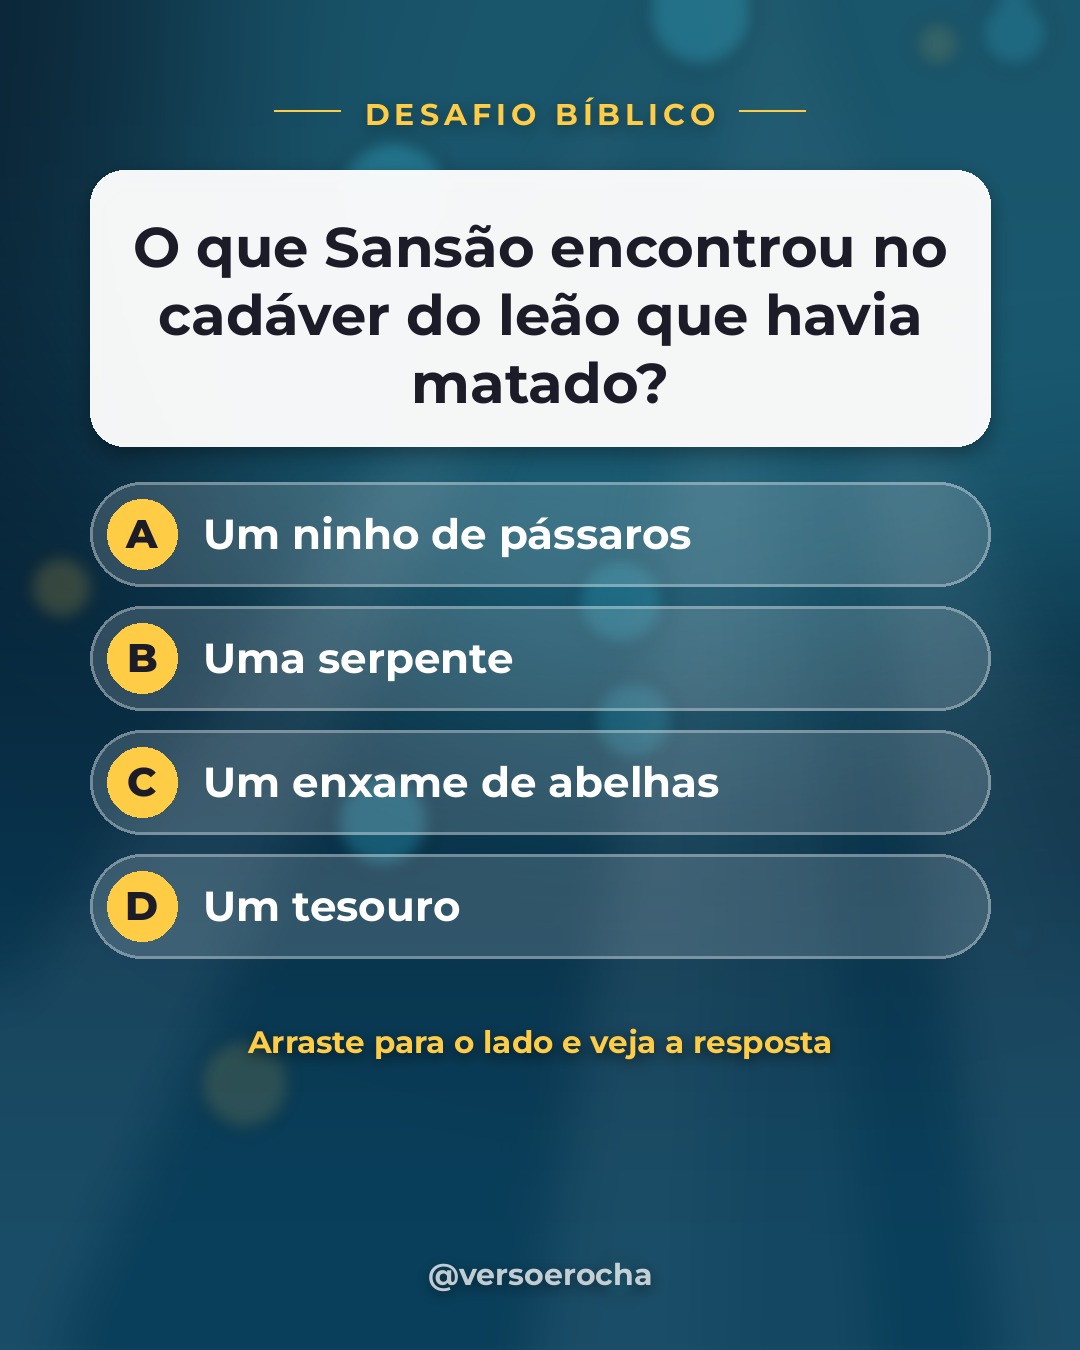 DESAFIO BÍBLICO
O que Sansão encontrou no
cadáver do leão que havia
matado?
A Um ninho de pássaros
B Uma serpente
C Um enxame de abelhas
D Um tesouro
Arraste para o lado e veja a resposta
@versoerocha